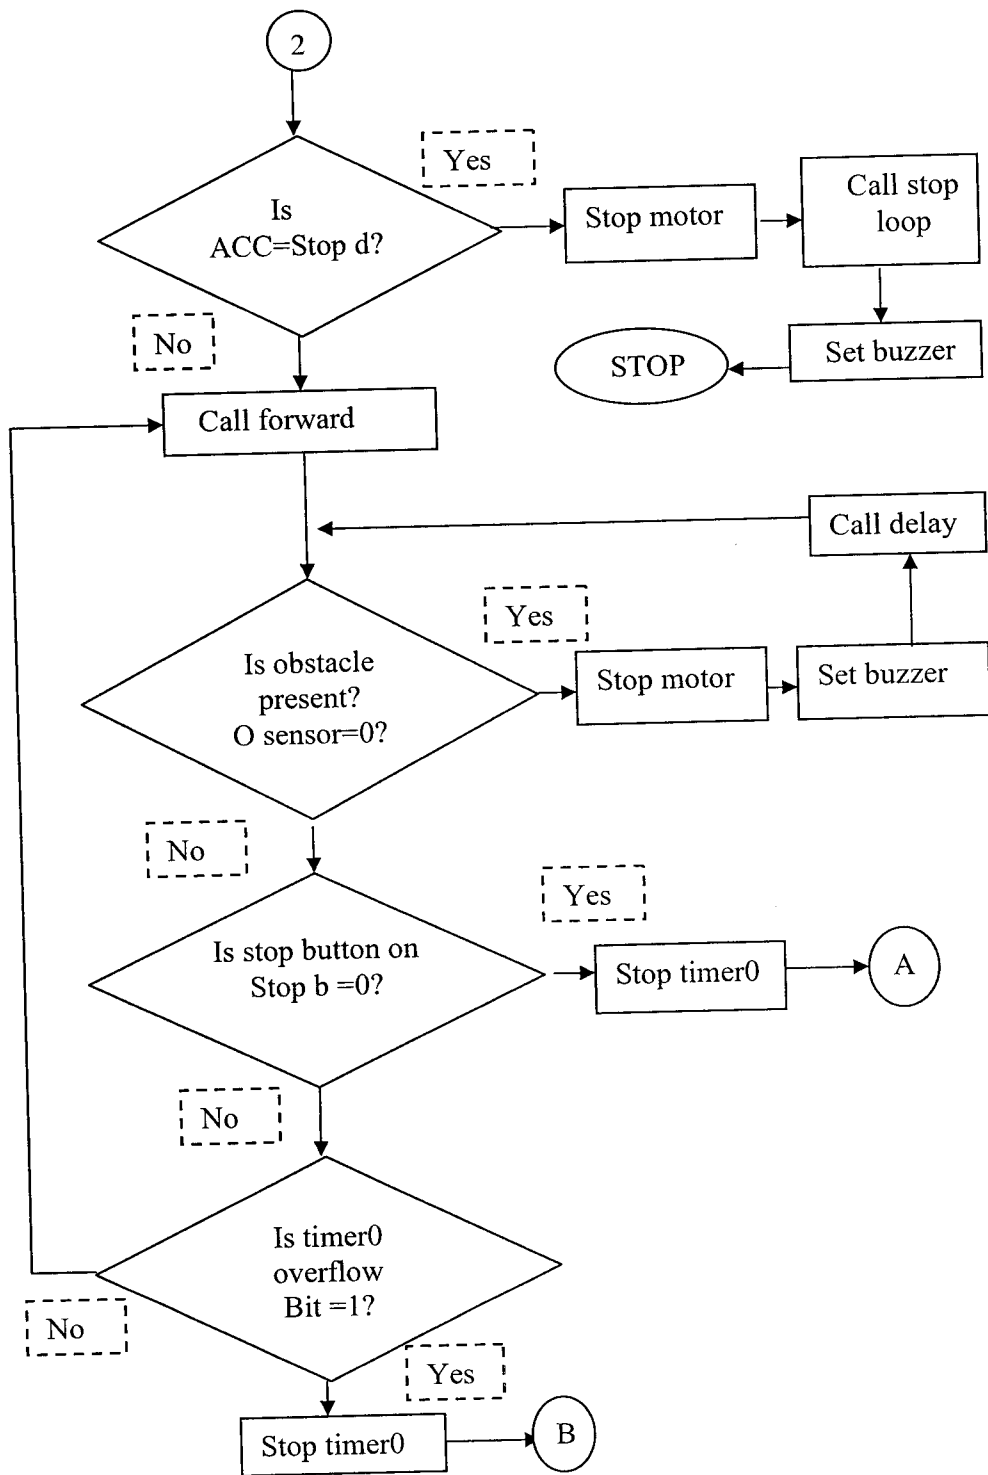 2
Yes
Is
ACC=Stop d?
Stop motor
Call stop
loop
No
Set buzzer
STOP
Call forward
Call delay
Yes
Is obstacle
present?
O sensor=0?
Stop motor
Set buzzer
No
Yes
Is stop button on
Stop b =0?
Stop timer0
A
No
Is timer0
overflow
Bit =1?
No
Yes
Stop timer0
B